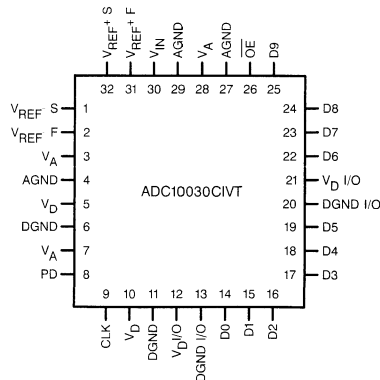 VREF+ S
VREF+ F
VIN
AGND
VA
AGND
OE
D9
32 31 30 29 28 27 26 25
VREF- S 1
VREF- F 2
VA 3
AGND 4
VD 5
DGND 6
VA 7
PD 8
ADC10030CIVT
24 D8
23 D7
22 D6
21 VD I/O
20 DGND I/O
19 D5
18 D4
17 D3
9 10 11 12 13 14 15 16
CLK
VD
DGND
VD I/O
DGND I/O
D0
D1
D2